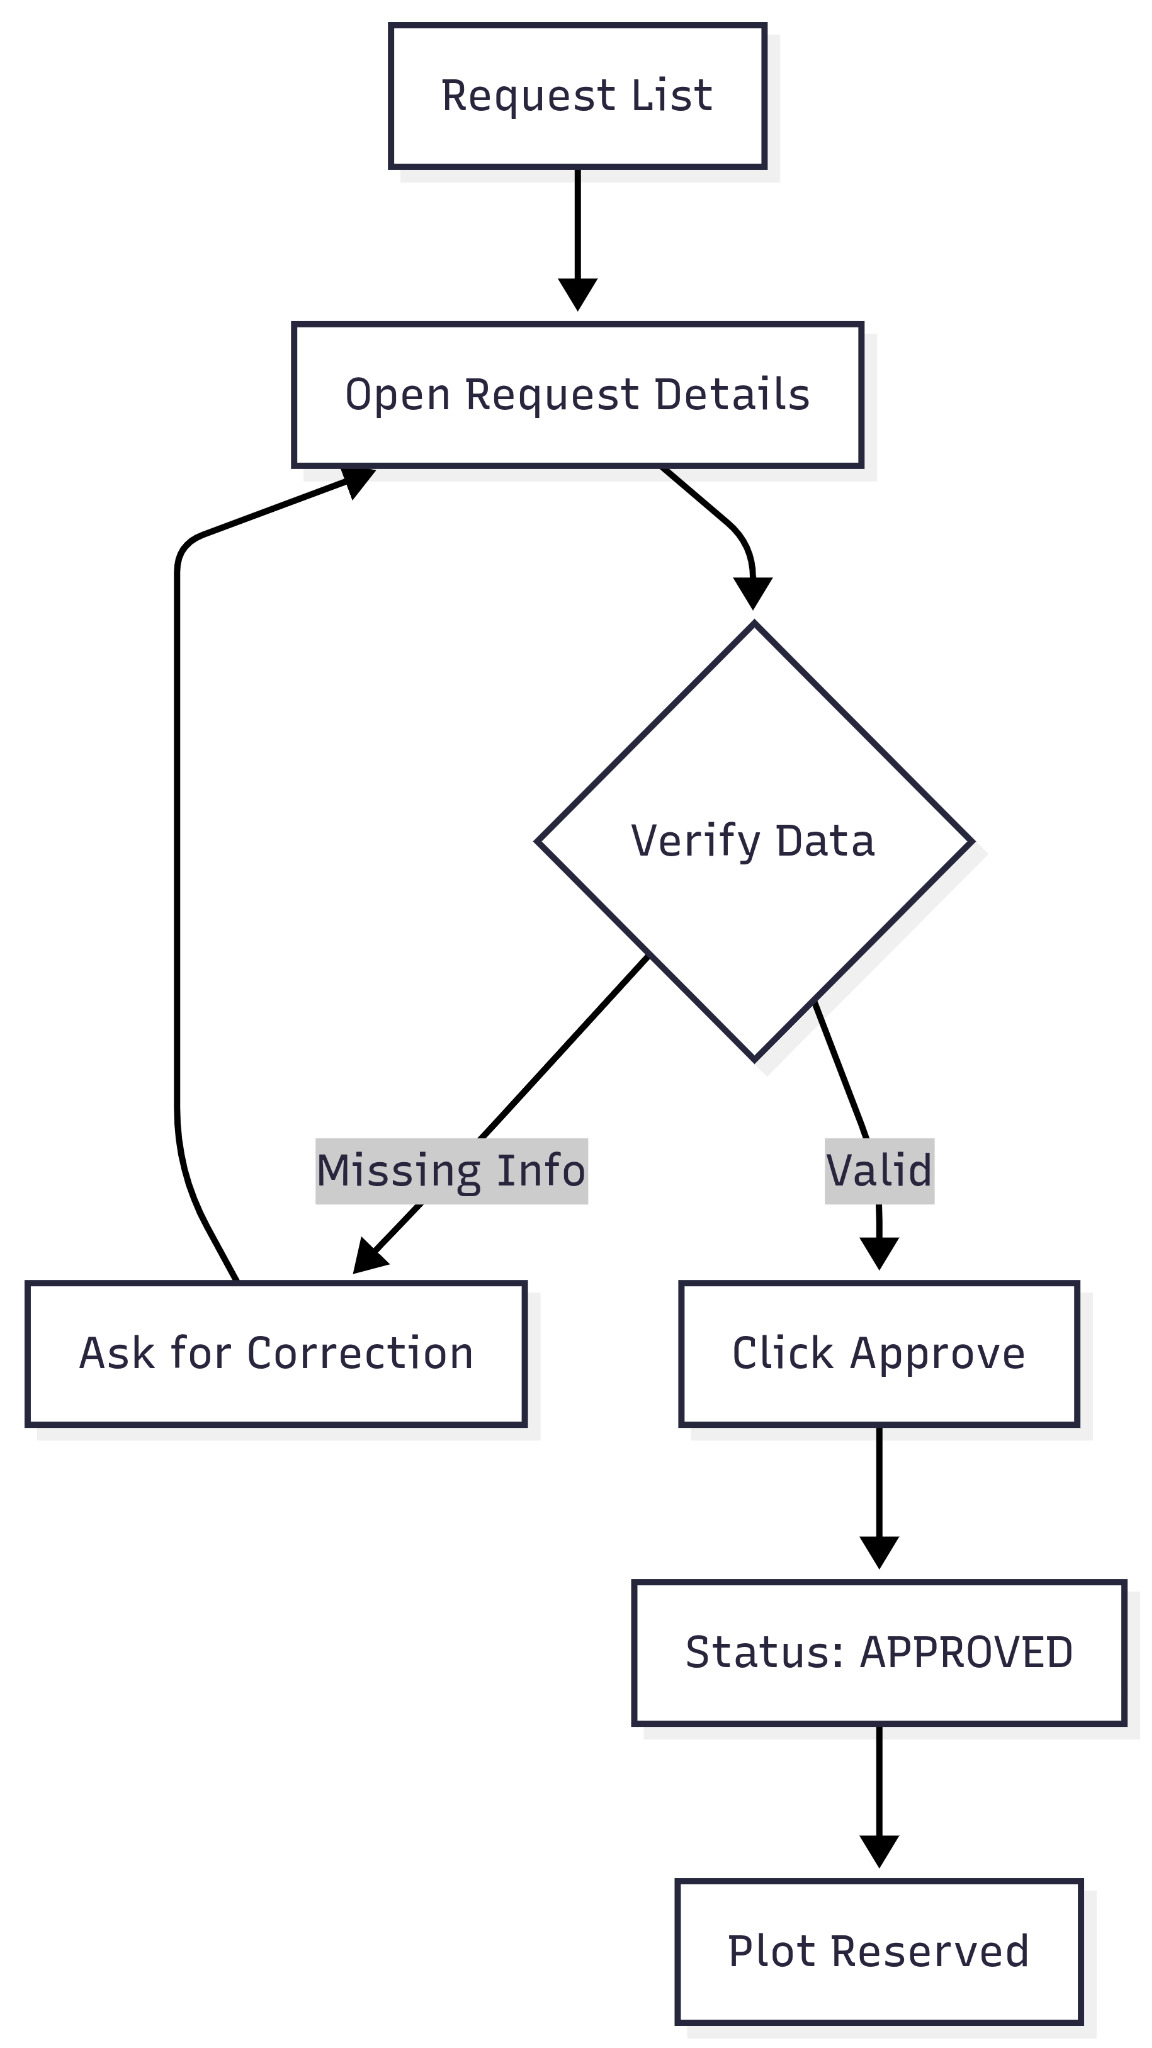 Request List
Open Request Details
Verify Data
Missing Info
Valid
Ask for Correction
Click Approve
Status: APPROVED
Plot Reserved